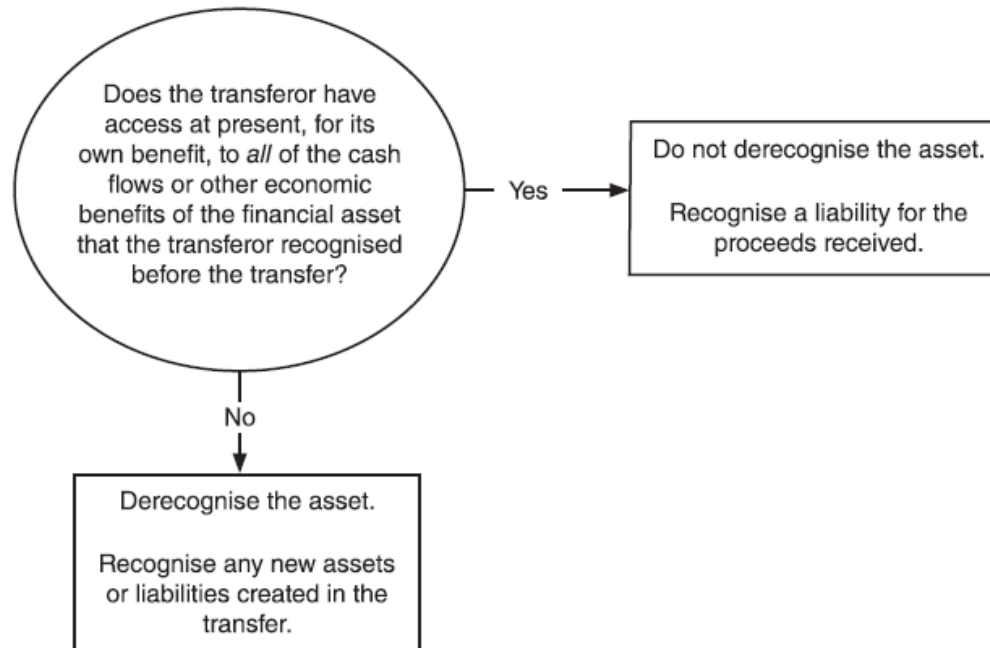 Does the transferor have
access at present, for its
own benefit, to all of the cash
flows or other economic
benefits of the financial asset
that the transferor recognised
before the transfer?
Yes
Do not derecognise the asset.
Recognise a liability for the
proceeds received.
No
Derecognise the asset.
Recognise any new assets
or liabilities created in the
transfer.